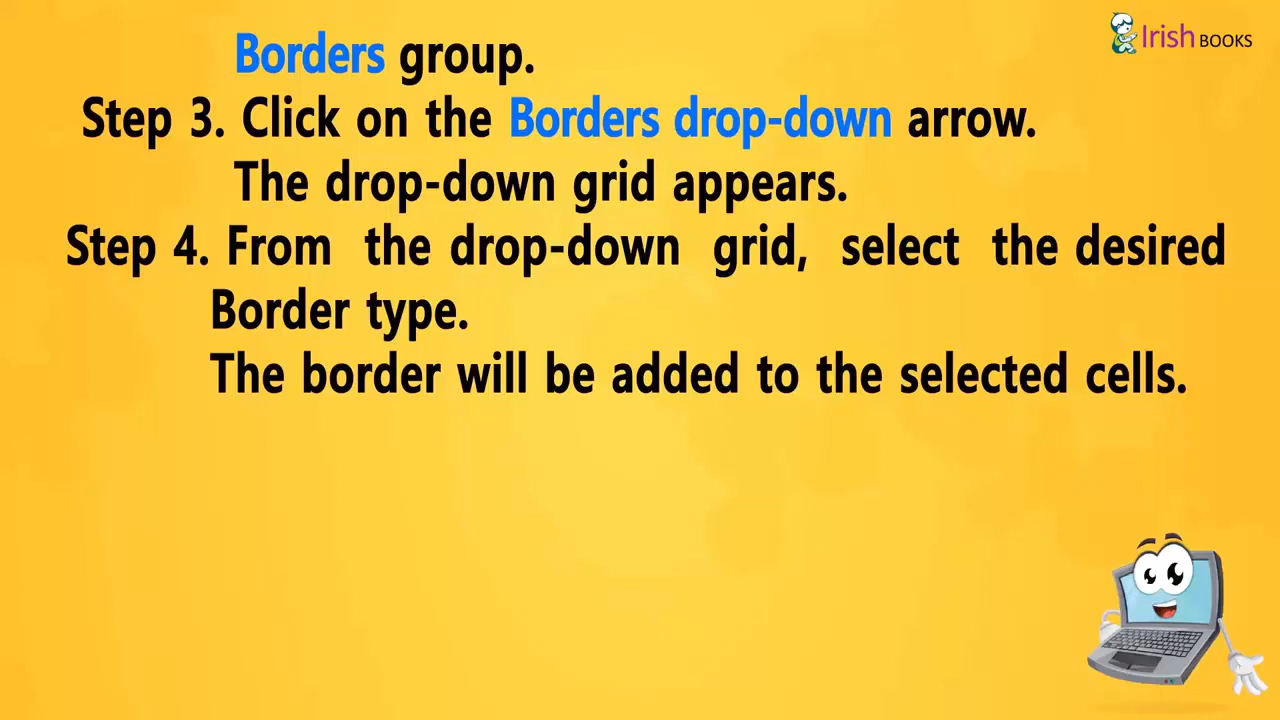 Irish BOOKS
Borders group.
Step 3. Click on the Borders drop-down arrow.
The drop-down grid appears.
Step 4. From the drop-down grid, select the desired
Border type.
The border will be added to the selected cells.